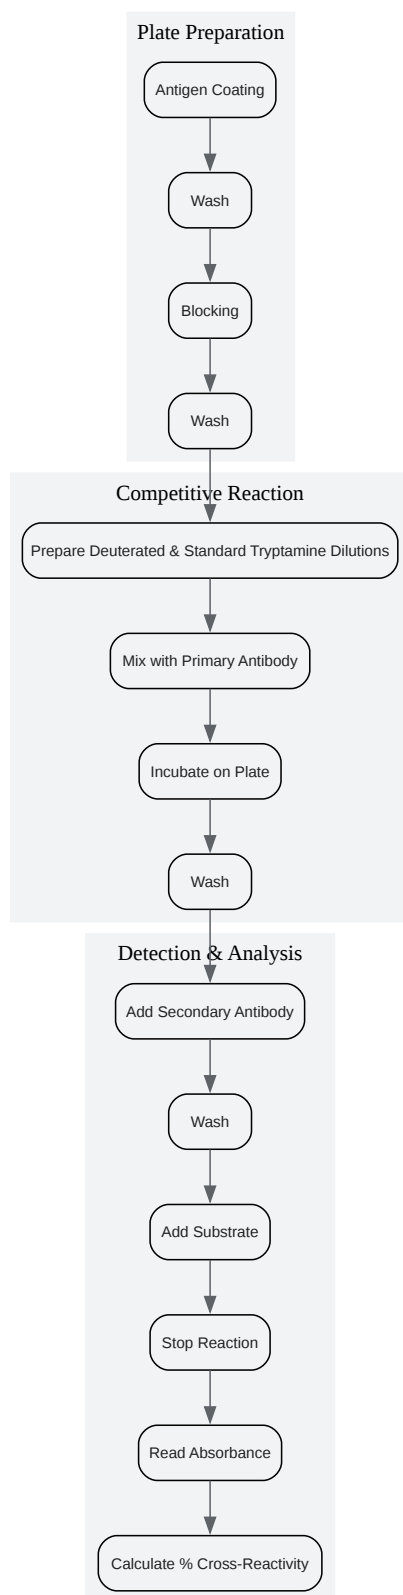 Plate Preparation
Antigen Coating
Wash
Blocking
Wash
Competitive Reaction
Prepare Deuterated & Standard Tryptamine Dilutions
Mix with Primary Antibody
Incubate on Plate
Wash
Detection & Analysis
Add Secondary Antibody
Wash
Add Substrate
Stop Reaction
Read Absorbance
Calculate % Cross-Reactivity